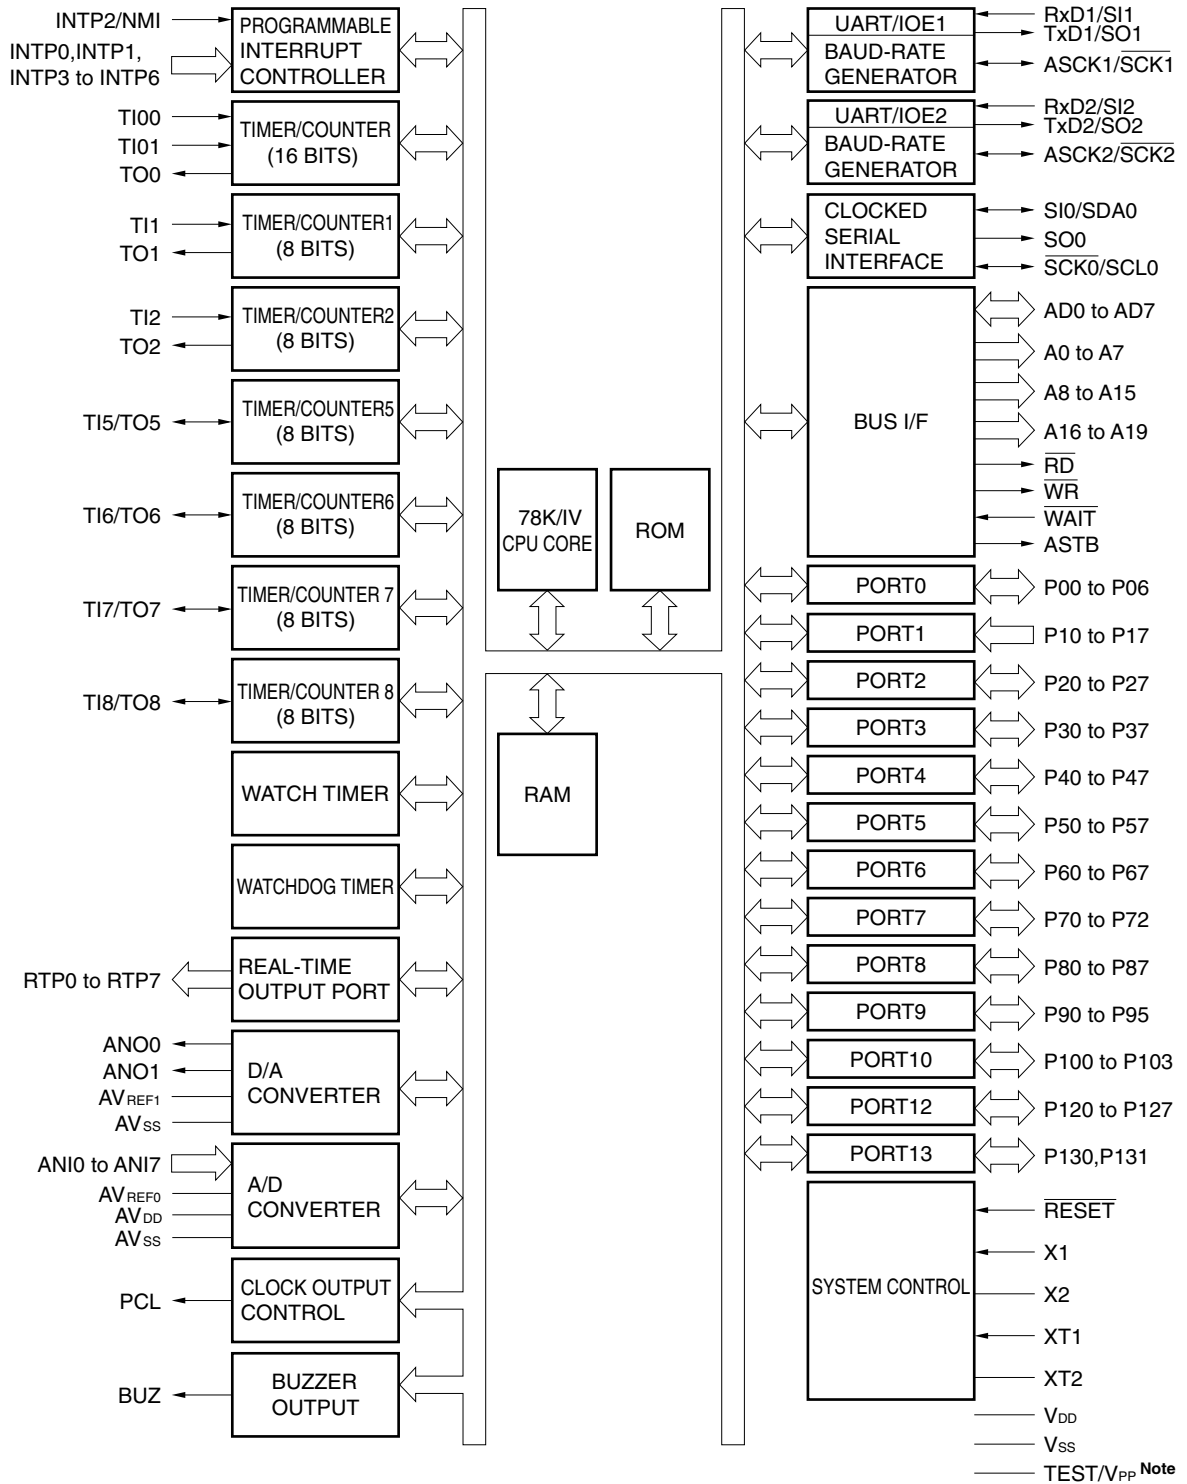 INTP2/NMI
INTP0,INTP1,
INTP3 to INTP6
PROGRAMMABLE
INTERRUPT
CONTROLLER
TI00
TI01
TO0
TIMER/COUNTER
(16 BITS)
TI1
TO1
TIMER/COUNTER1
(8 BITS)
TI2
TO2
TIMER/COUNTER2
(8 BITS)
TI5/TO5
TIMER/COUNTER5
(8 BITS)
TI6/TO6
TIMER/COUNTER6
(8 BITS)
TI7/TO7
TIMER/COUNTER 7
(8 BITS)
TI8/TO8
TIMER/COUNTER 8
(8 BITS)
WATCH TIMER
WATCHDOG TIMER
RTP0 to RTP7
REAL-TIME
OUTPUT PORT
ANO0
ANO1
AVREF1
AVSS
D/A
CONVERTER
ANI0 to ANI7
AVREF0
AVDD
AVSS
A/D
CONVERTER
PCL
CLOCK OUTPUT
CONTROL
BUZ
BUZZER
OUTPUT
78K/IV
CPU CORE
ROM
RAM
UART/IOE1
BAUD-RATE
GENERATOR
RxD1/SI1
TxD1/SO1
ASCK1/SCK1
UART/IOE2
BAUD-RATE
GENERATOR
RxD2/SI2
TxD2/SO2
ASCK2/SCK2
CLOCKED
SERIAL
INTERFACE
SI0/SDA0
SO0
SCK0/SCL0
BUS I/F
AD0 to AD7
A0 to A7
A8 to A15
A16 to A19
RD
WR
WAIT
ASTB
PORT0
P00 to P06
PORT1
P10 to P17
PORT2
P20 to P27
PORT3
P30 to P37
PORT4
P40 to P47
PORT5
P50 to P57
PORT6
P60 to P67
PORT7
P70 to P72
PORT8
P80 to P87
PORT9
P90 to P95
PORT10
P100 to P103
PORT12
P120 to P127
PORT13
P130,P131
SYSTEM CONTROL
RESET
X1
X2
XT1
XT2
VDD
VSS
TEST/VPP Note